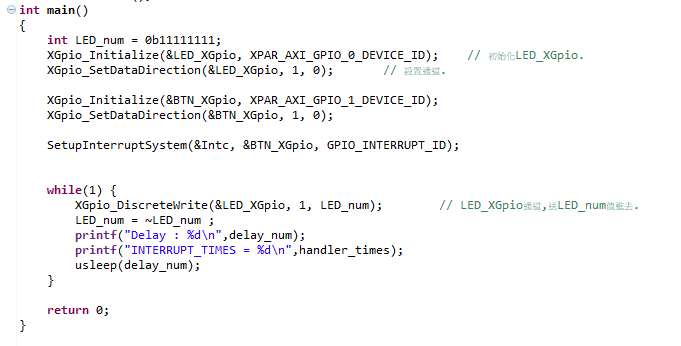 int main()
{
    int LED_num = 0b11111111;
    XGpio_Initialize(&LED_XGpio, XPAR_AXI_GPIO_0_DEVICE_ID);    // 初始化LED_XGpio.
    XGpio_SetDataDirection(&LED_XGpio, 1, 0);       // 設置通道.
    XGpio_Initialize(&BTN_XGpio, XPAR_AXI_GPIO_1_DEVICE_ID);
    XGpio_SetDataDirection(&BTN_XGpio, 1, 0);
    SetupInterruptSystem(&Intc, &BTN_XGpio, GPIO_INTERRUPT_ID);
    while(1) {
        XGpio_DiscreteWrite(&LED_XGpio, 1, LED_num);        // LED_XGpio通道,送LED_num值進去.
        LED_num = ~LED_num ;
        printf("Delay : %d\n",delay_num);
        printf("INTERRUPT_TIMES = %d\n",handler_times);
        usleep(delay_num);
    }
    return 0;
}